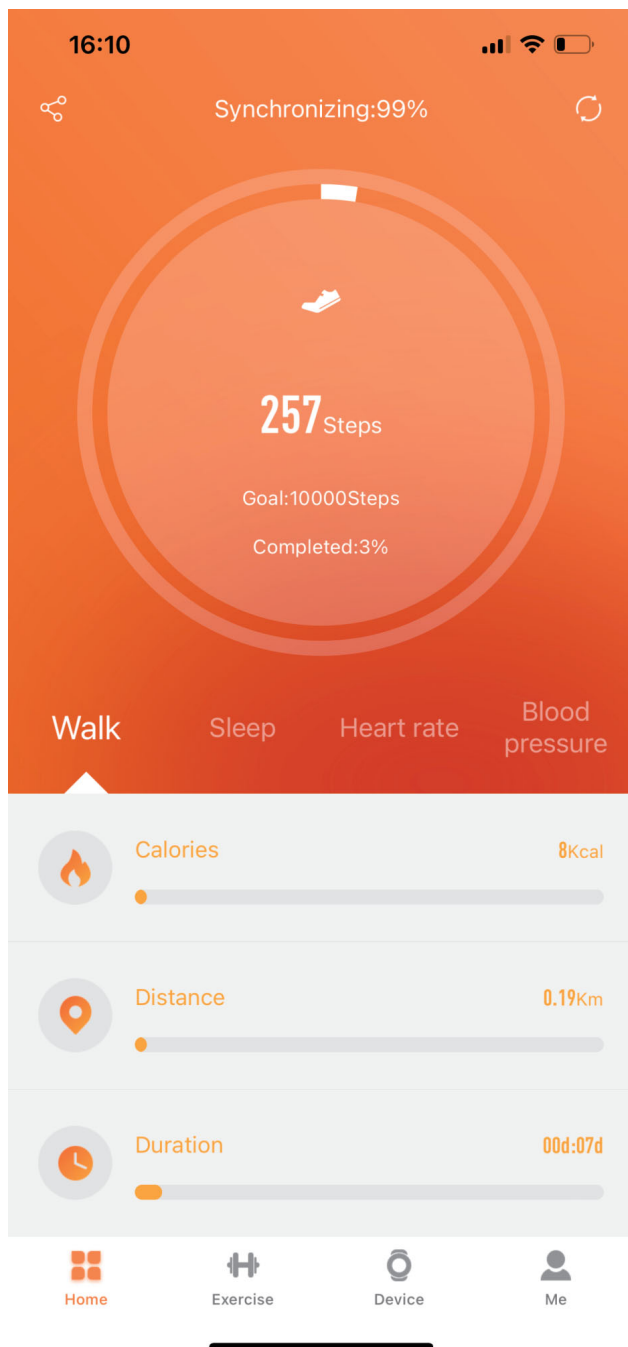 16:10
Synchronizing:99%
257Steps
Goal:10000Steps
Completed:3%
Walk
Sleep
Heart rate
Blood
pressure
Calories
8Kcal
Distance
0.19Km
Duration
00d:07d
Home
Exercise
Device
Me